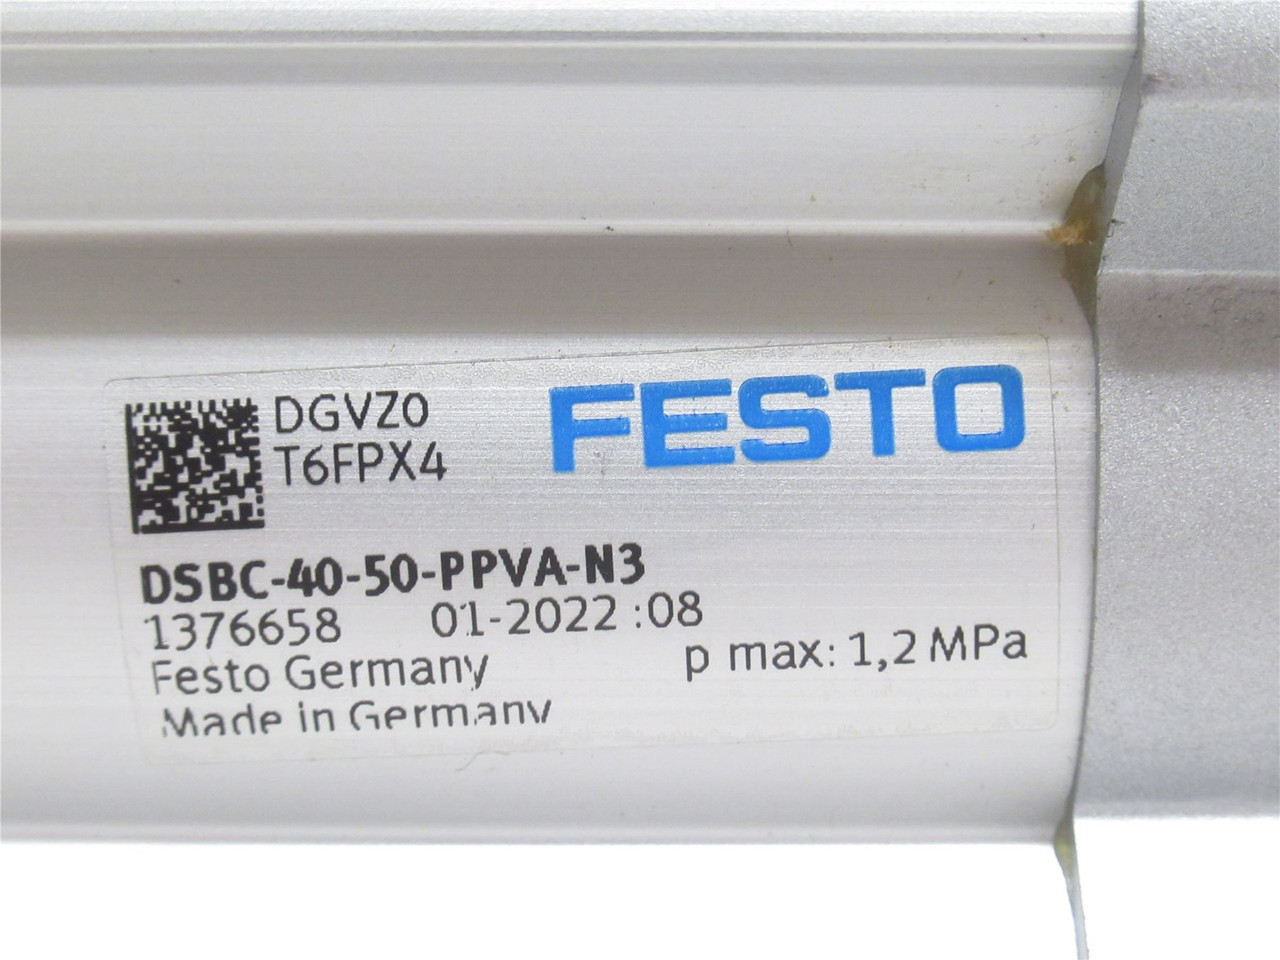 DGVZ0
T6FPX4
FESTO
DSBC-40-50-PPVA-N3
1376658 01-2022 :08
Festo Germany p max: 1,2 MPa
Made in Germany